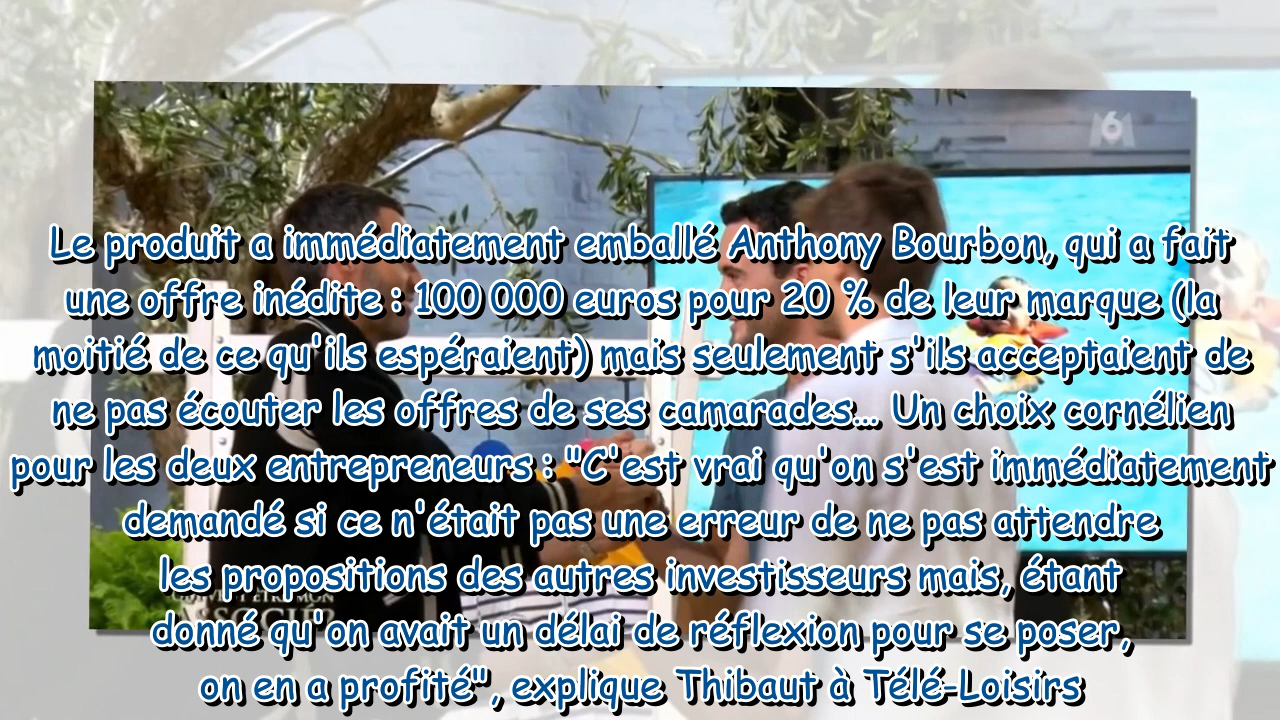 6
Le produit a immédiatement emballé Anthony Bourbon, qui a fait
une offre inédite : 100 000 euros pour 20 % de leur marque (la
moitié de ce qu'ils espéraient) mais seulement s'ils acceptaient de
ne pas écouter les offres de ses camarades... Un choix cornélien
pour les deux entrepreneurs : "C'est vrai qu'on s'est immédiatement
demandé si ce n'était pas une erreur de ne pas attendre
les propositions des autres investisseurs mais, étant
donné qu'on avait un délai de réflexion pour se poser,
on en a profité", explique Thibaut à Télé-Loisirs